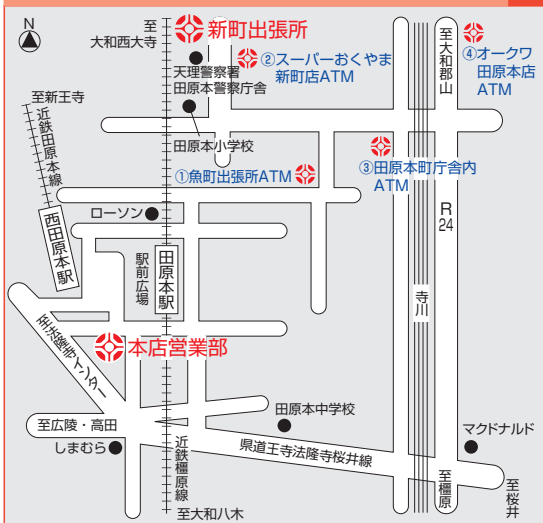 N
至
大和西大寺
新町出張所
②スーパーおくやま
新町店ATM
天理警察署
田原本警察庁舎
田原本小学校
至大和郡山
④オークワ
田原本店
ATM
至新王寺
近鉄田原本線
西田原本駅
①魚町出張所ATM
③田原本町庁舎内
ATM
ローソン
駅前広場
田原本駅
R
24
寺川
至法隆寺インター
本店営業部
至広陵・高田
しまむら
田原本中学校
県道王寺法隆寺桜井線
マクドナルド
近鉄橿原線
至大和八木
至橿原
至桜井